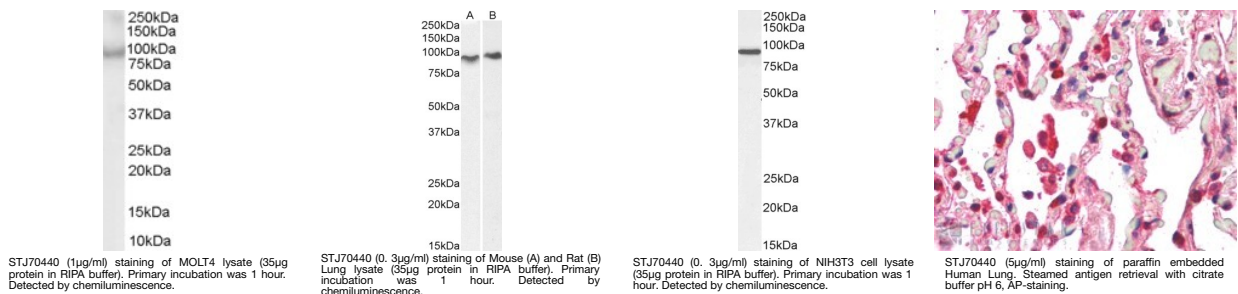 250kDa
150kDa
100kDa
75kDa
50kDa
37kDa
25kDa
20kDa
15kDa
10kDa
STJ70440 (1µg/ml) staining of MOLT4 lysate (35µg
protein in RIPA buffer). Primary incubation was 1 hour.
Detected by chemiluminescence.
A B
250kDa
150kDa
100kDa
75kDa
50kDa
37kDa
25kDa
20kDa
15kDa
STJ70440 (0. 3µg/ml) staining of Mouse (A) and Rat (B)
Lung lysate (35µg protein in RIPA buffer). Primary
incubation was 1 hour. Detected by
chemiluminescence.
250kDa
150kDa
100kDa
75kDa
50kDa
37kDa
25kDa
20kDa
15kDa
STJ70440 (0. 3µg/ml) staining of NIH3T3 cell lysate
(35µg protein in RIPA buffer). Primary incubation was 1
hour. Detected by chemiluminescence.
STJ70440 (5µg/ml) staining of paraffin embedded
Human Lung. Steamed antigen retrieval with citrate
buffer pH 6, AP-staining.